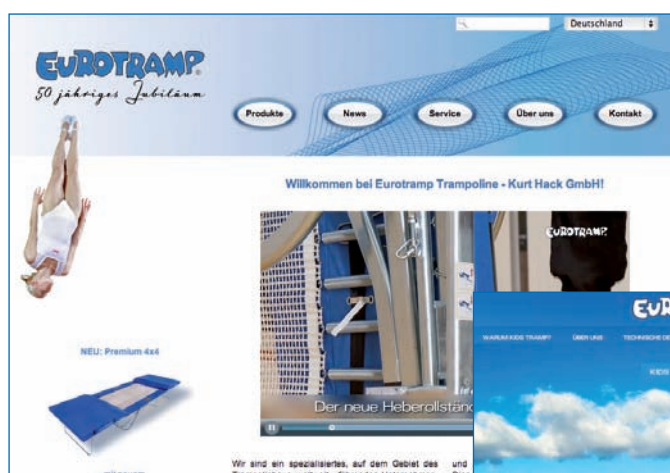 Deutschland
EUROTRAMP®
50 jähriges Jubiläum
Produkte
News
Service
Über uns
Kontakt
Willkommen bei Eurotramp Trampoline - Kurt Hack GmbH!
EUROTRAMP
NEU: Premium 4x4
Der neue Heberollstän
WARUM KIDS TRAMP?
ÜBER UNS
KIDS
Wir sind ein spezialisiertes, auf dem Gebiet des
und